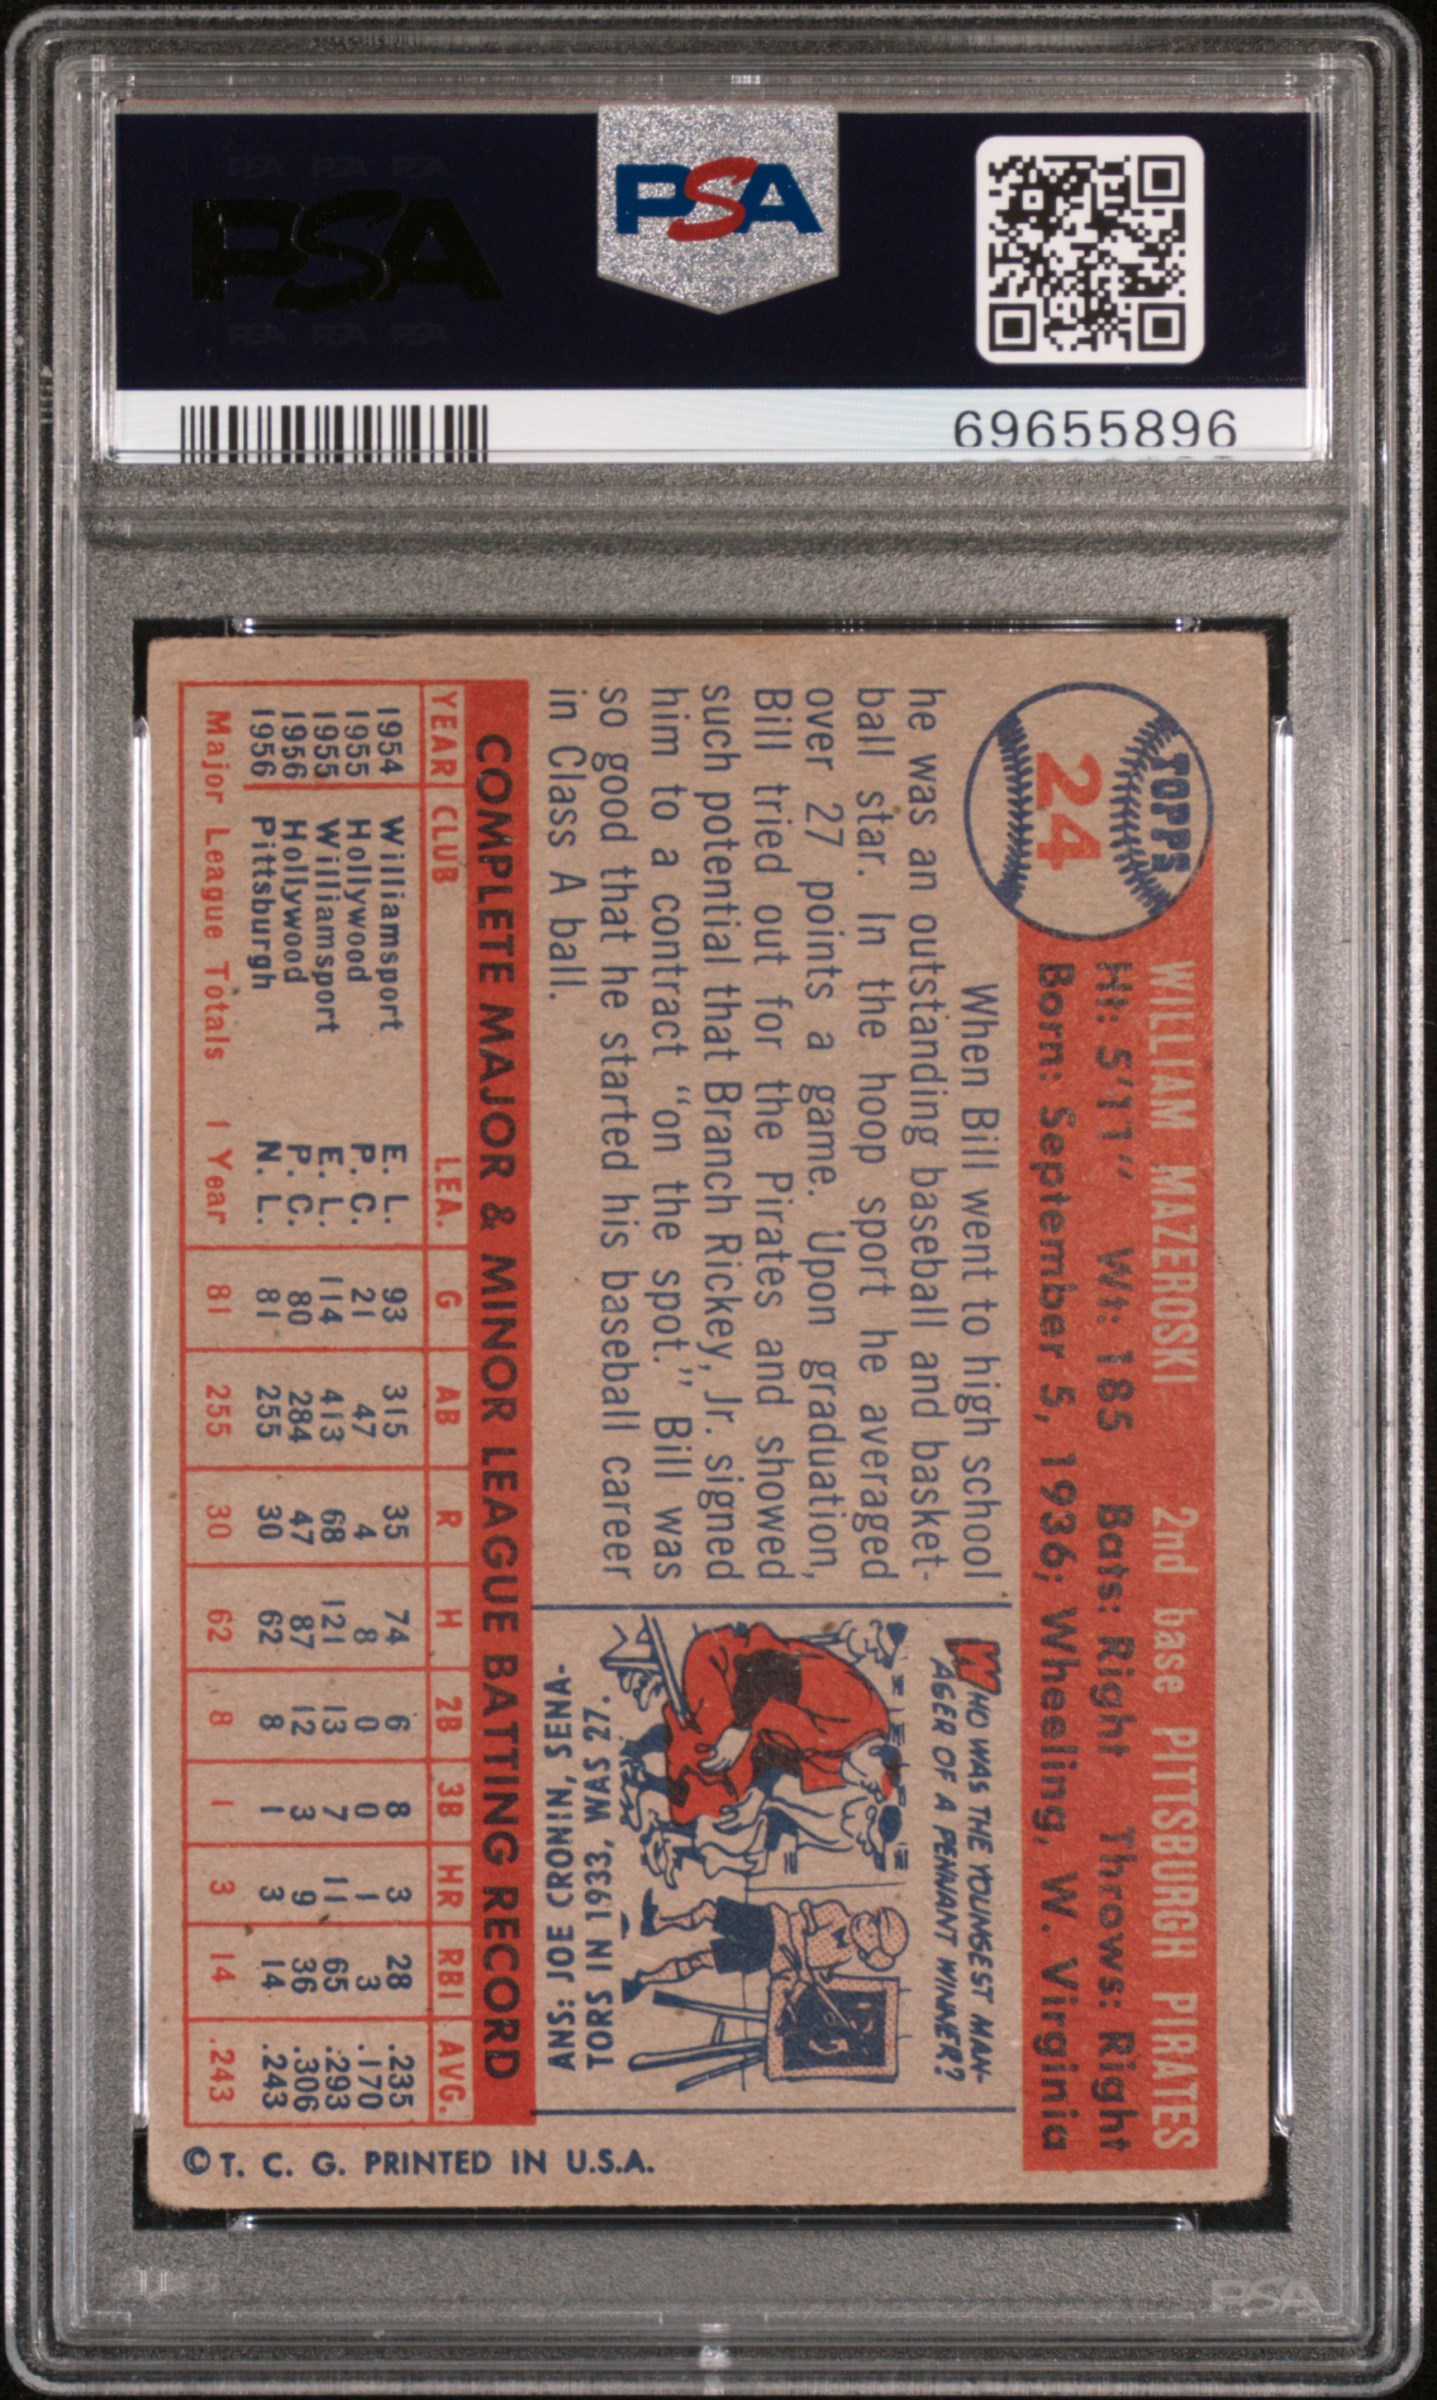 PSA PSA PSA
PSA
PSA PSA PSA
PSA
69655896
TOPPS
24
WILLIAM MAZEROSKI 2nd base PITTSBURGH PIRATES
Ht: 5'11" Wt: 185 Bats: Right Throws: Right
Born: September 5, 1936; Wheeling, W. Virginia
When Bill went to high school
he was an outstanding baseball and basket-
ball star. In the hoop sport he averaged
over 27 points a game. Upon graduation,
Bill tried out for the Pirates and showed
such potential that Branch Rickey, Jr. signed
him to a contract "on the spot." Bill was
so good that he started his baseball career
in Class A ball.
WHO WAS THE YOUNGEST MAN-
AGER OF A PENNANT WINNER?
ANS: JOE CRONIN, SENA-
TORS IN 1933, WAS 27.
COMPLETE MAJOR & MINOR LEAGUE BATTING RECORD
YEAR CLUB LEA. G AB R H 2B 3B HR RBI AVG.
1954 Williamsport E. L. 93 315 35 74 6 8 3 28 .235
1955 Hollywood P. C. 21 47 4 8 0 0 1 3 .170
1955 Williamsport E. L. 114 413 68 121 13 7 11 65 .293
1956 Hollywood P. C. 80 284 47 87 12 3 9 36 .306
1956 Pittsburgh N. L. 81 255 30 62 8 1 3 14 .243
Major League Totals 1 Year 81 255 30 62 8 1 3 14 .243
© T. C. G. PRINTED IN U.S.A.
PSA